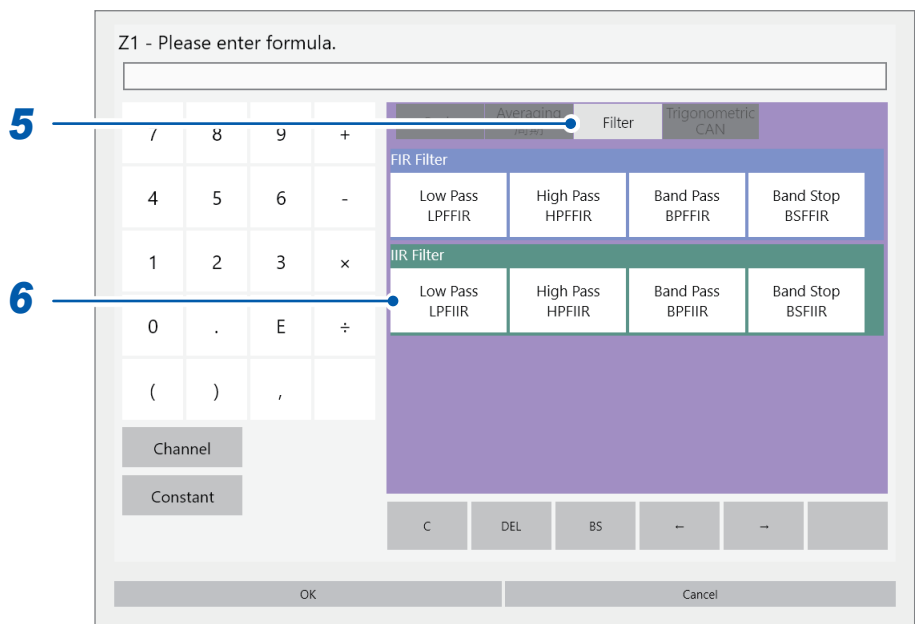 Z1 - Please enter formula.
5
Averaging
Filter
Trigonometric
CAN
7 8 9 +
FIR Filter
Low Pass
LPFFIR
High Pass
HPFFIR
Band Pass
BPFFIR
Band Stop
BSFFIR
4 5 6 -
1 2 3 ×
IIR Filter
6
Low Pass
LPFIIR
High Pass
HPFIIR
Band Pass
BPFIIR
Band Stop
BSFIIR
0 . E ÷
( ) ,
Channel
Constant
C DEL BS ← →
OK Cancel